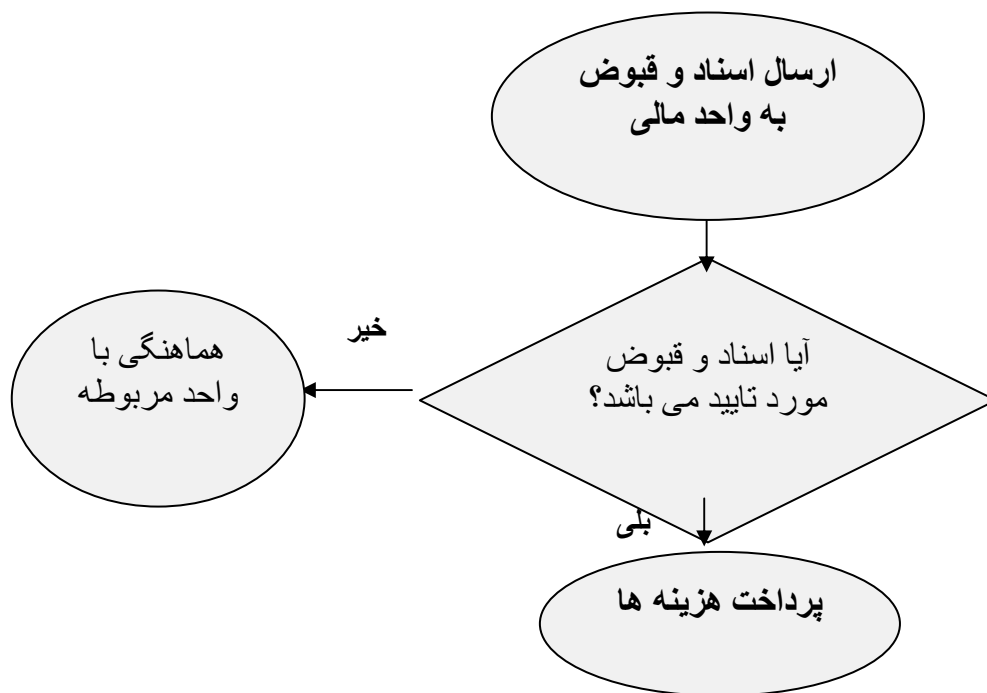 ارسال اسناد و قبوض
به واحد مالی
آیا اسناد و قبوض
مورد تایید می باشد؟
خیر
هماهنگی با
واحد مربوطه
بلی
پرداخت هزینه ها